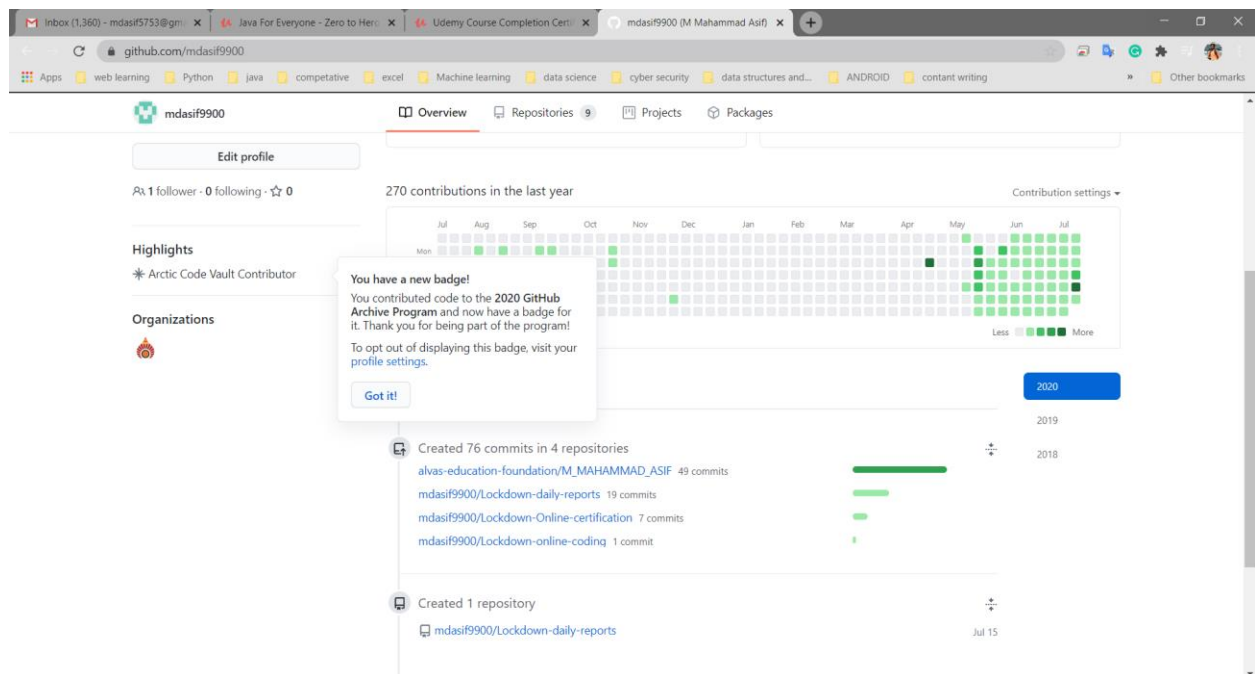 Inbox (1,360) - mdasif5753@gm
Java For Everyone - Zero to Hero
Udemy Course Completion Certi
mdasif9900 (M Mahammad Asif)
github.com/mdasif9900
Apps web learning Python java competative excel Machine learning data science cyber security data structures and... ANDROID contant writing » Other bookmarks
mdasif9900
Overview Repositories 9 Projects Packages
Edit profile
1 follower · 0 following · 0
Highlights
Arctic Code Vault Contributor
Organizations
270 contributions in the last year
Contribution settings
Jul Aug Sep Oct Nov Dec Jan Feb Mar Apr May Jun Jul
Mon
Less More
You have a new badge!
You contributed code to the 2020 GitHub
Archive Program and now have a badge for
it. Thank you for being part of the program!
To opt out of displaying this badge, visit your
profile settings.
Got it!
2020
2019
2018
Created 76 commits in 4 repositories
alvas-education-foundation/M_MAHAMMAD_ASIF 49 commits
mdasif9900/Lockdown-daily-reports 19 commits
mdasif9900/Lockdown-Online-certification 7 commits
mdasif9900/Lockdown-online-coding 1 commit
Created 1 repository
mdasif9900/Lockdown-daily-reports Jul 15